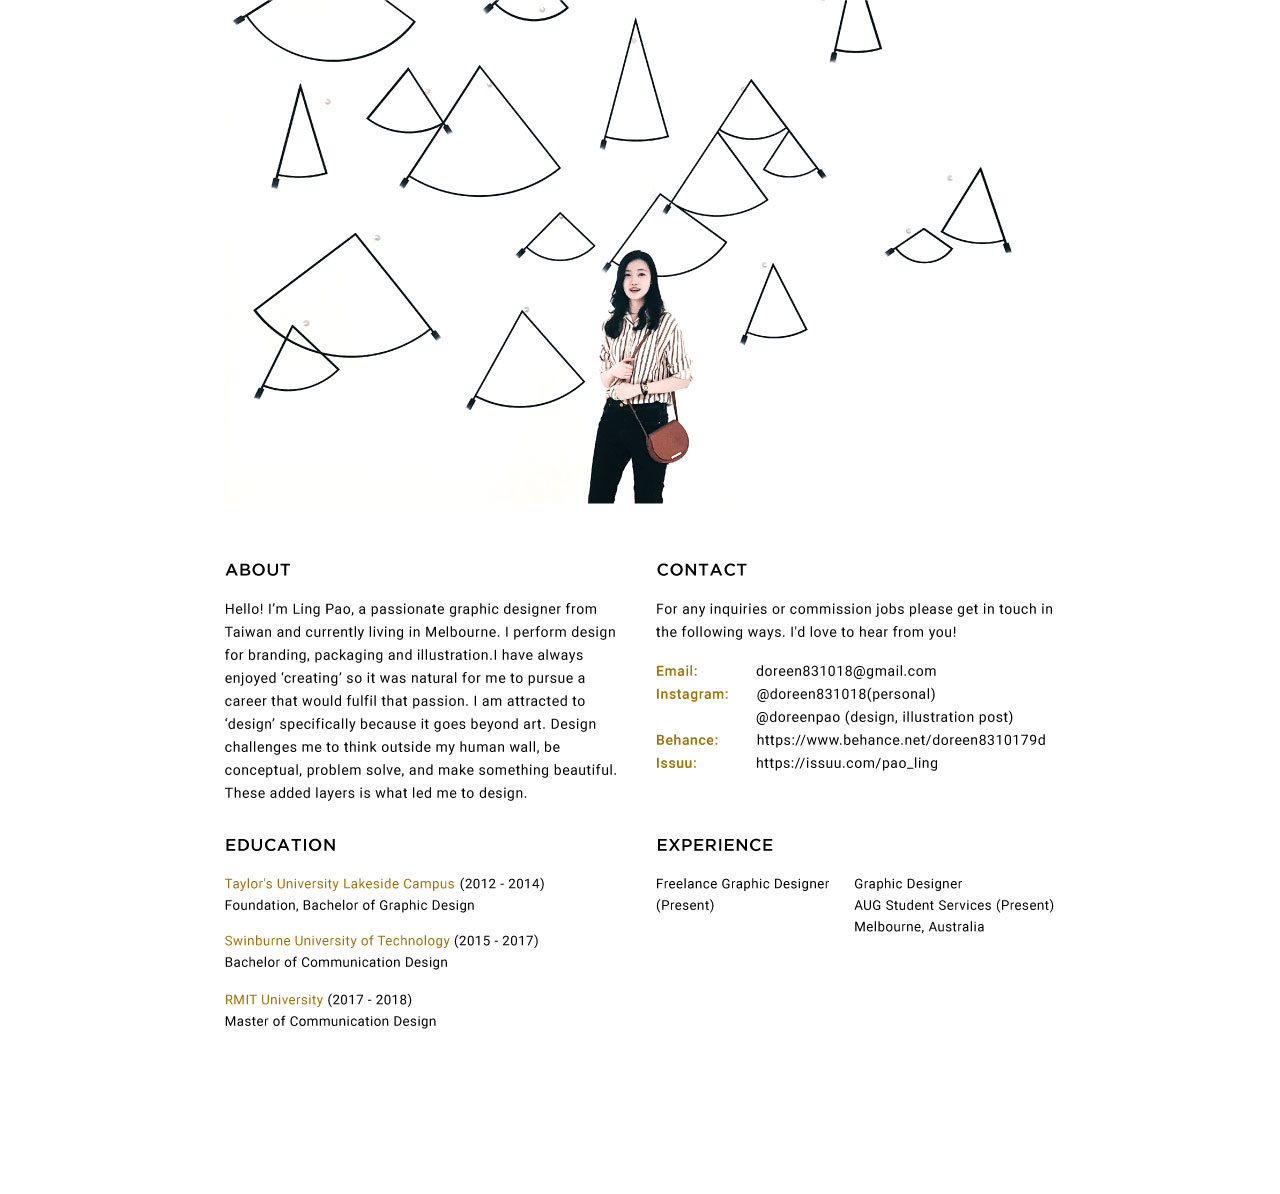 ABOUT
Hello! I’m Ling Pao, a passionate graphic designer from
Taiwan and currently living in Melbourne. I perform design
for branding, packaging and illustration.I have always
enjoyed ‘creating’ so it was natural for me to pursue a
career that would fulfil that passion. I am attracted to
‘design’ specifically because it goes beyond art. Design
challenges me to think outside my human wall, be
conceptual, problem solve, and make something beautiful.
These added layers is what led me to design.
CONTACT
For any inquiries or commission jobs please get in touch in
the following ways. I'd love to hear from you!
Email: doreen831018@gmail.com
Instagram: @doreen831018(personal)
@doreenpao (design, illustration post)
Behance: https://www.behance.net/doreen8310179d
Issuu: https://issuu.com/pao_ling
EDUCATION
Taylor's University Lakeside Campus (2012 - 2014)
Foundation, Bachelor of Graphic Design
Swinburne University of Technology (2015 - 2017)
Bachelor of Communication Design
RMIT University (2017 - 2018)
Master of Communication Design
EXPERIENCE
Freelance Graphic Designer
(Present)
Graphic Designer
AUG Student Services (Present)
Melbourne, Australia